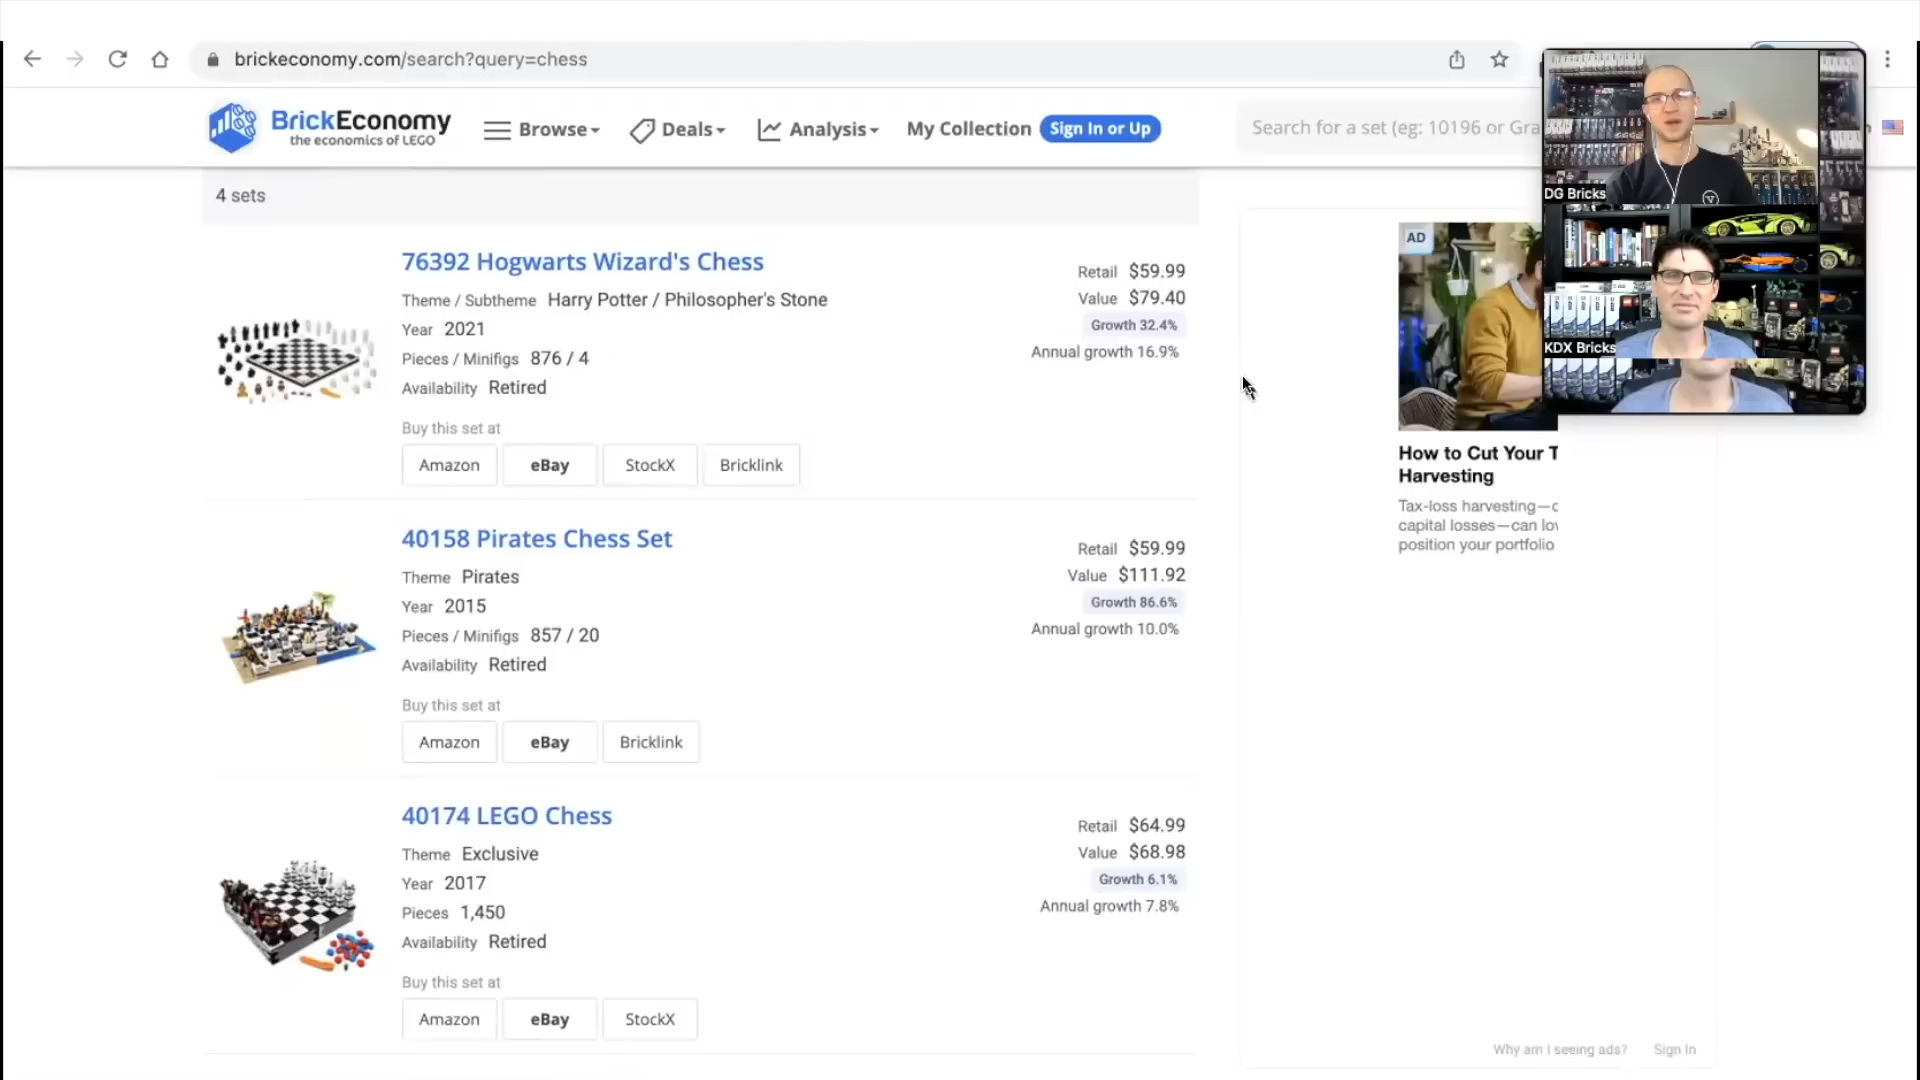 brickeconomy.com/search?query=chess
BrickEconomy
the economics of LEGO
Browse
Deals
Analysis
My Collection
Sign In or Up
Search for a set (eg: 10196 or Gra
DG Bricks
KDX Bricks
4 sets
76392 Hogwarts Wizard's Chess
Theme / Subtheme Harry Potter / Philosopher's Stone
Year 2021
Pieces / Minifigs 876 / 4
Availability Retired
Buy this set at
Amazon eBay StockX Bricklink
Retail $59.99
Value $79.40
Growth 32.4%
Annual growth 16.9%
40158 Pirates Chess Set
Theme Pirates
Year 2015
Pieces / Minifigs 857 / 20
Availability Retired
Buy this set at
Amazon eBay Bricklink
Retail $59.99
Value $111.92
Growth 86.6%
Annual growth 10.0%
40174 LEGO Chess
Theme Exclusive
Year 2017
Pieces 1,450
Availability Retired
Buy this set at
Amazon eBay StockX
Retail $64.99
Value $68.98
Growth 6.1%
Annual growth 7.8%
AD
How to Cut Your T
Harvesting
Tax-loss harvesting—c
capital losses—can lov
position your portfolio
Why am I seeing ads? Sign In